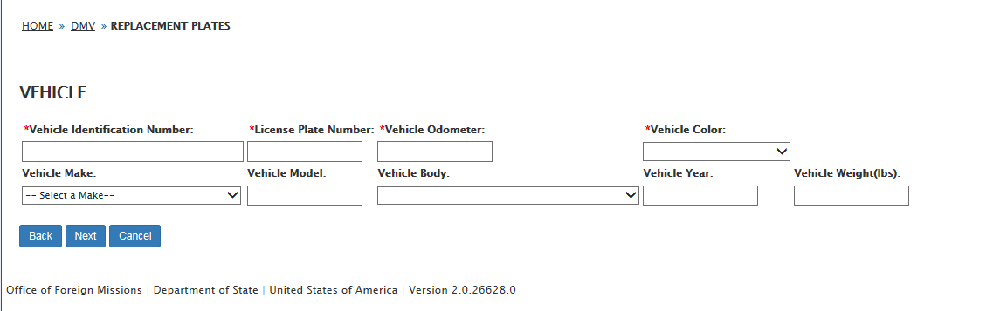 HOME » DMV » REPLACEMENT PLATES
VEHICLE
*Vehicle Identification Number: *License Plate Number: *Vehicle Odometer: *Vehicle Color:
Vehicle Make: Vehicle Model: Vehicle Body: Vehicle Year: Vehicle Weight(lbs):
-- Select a Make--
Back Next Cancel
Office of Foreign Missions | Department of State | United States of America | Version 2.0.26628.0